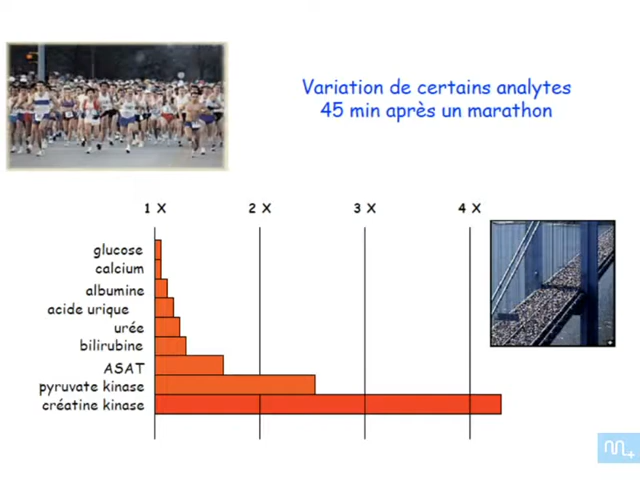 Variation de certains analytes
45 min après un marathon
1 X 2 X 3 X 4 X
glucose
calcium
albumine
acide urique
urée
bilirubine
ASAT
pyruvate kinase
créatine kinase